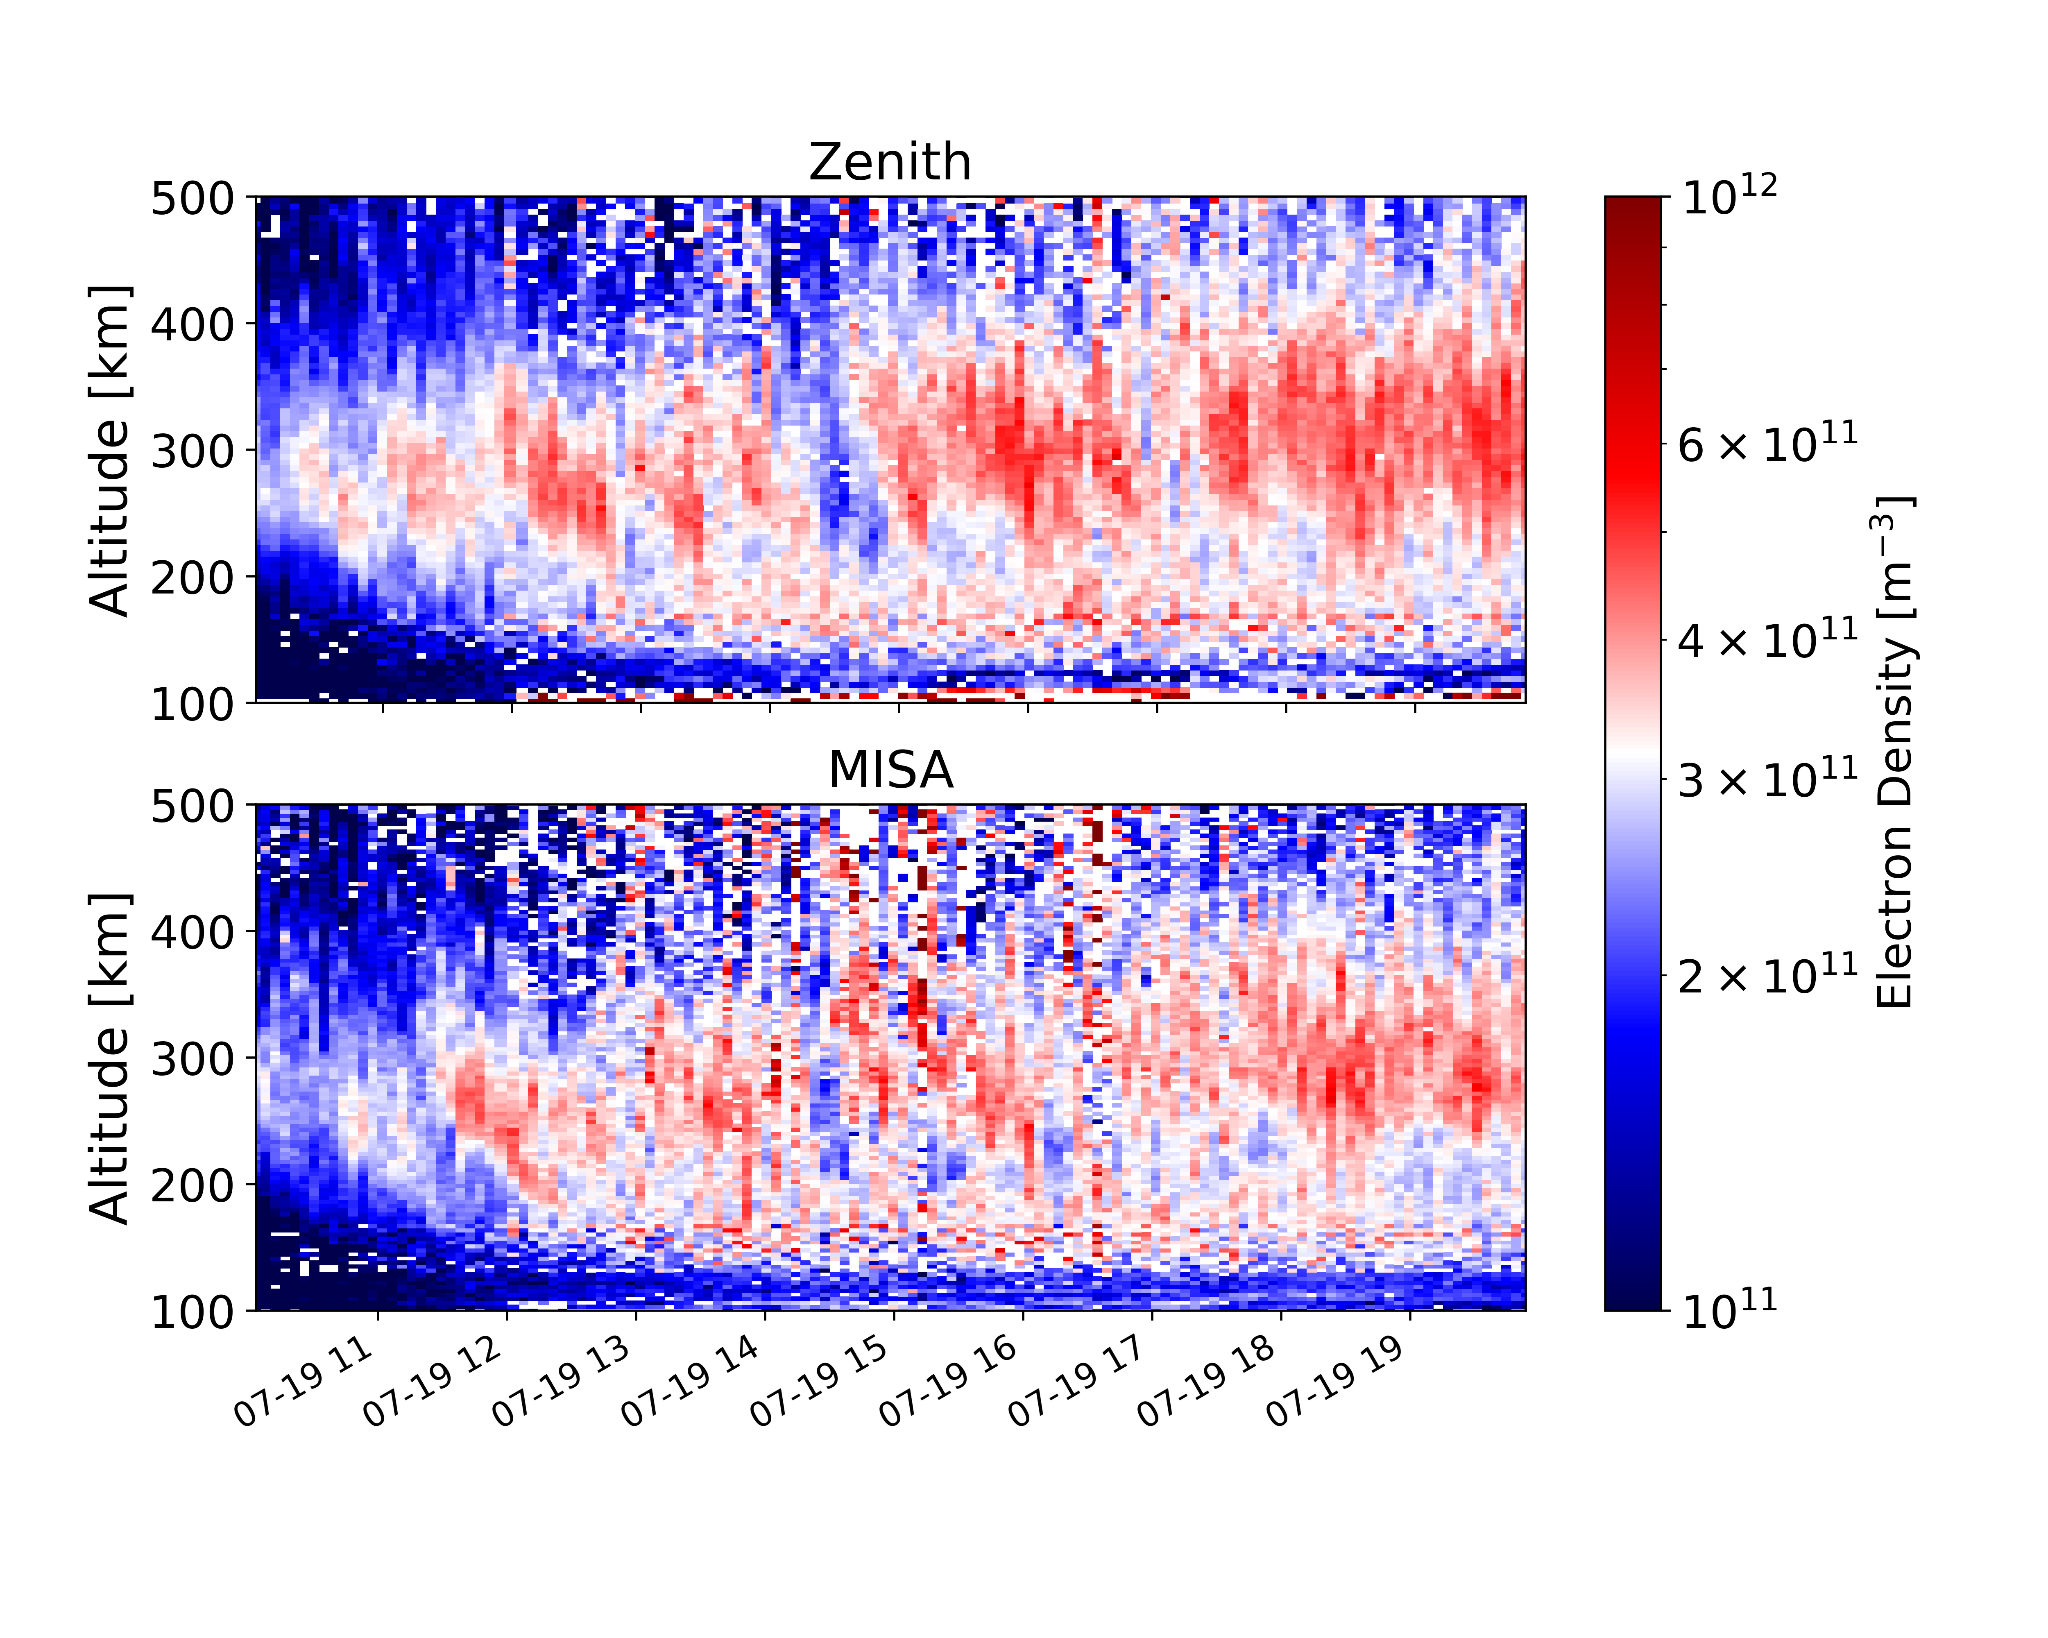 Zenith
500
400
300
200
100
Altitude [km]
MISA
500
400
300
200
100
Altitude [km]
07-19 11
07-19 12
07-19 13
07-19 14
07-19 15
07-19 16
07-19 17
07-19 18
07-19 19
10¹²
6 × 10¹¹
4 × 10¹¹
3 × 10¹¹
2 × 10¹¹
10¹¹
Electron Density [m⁻³]